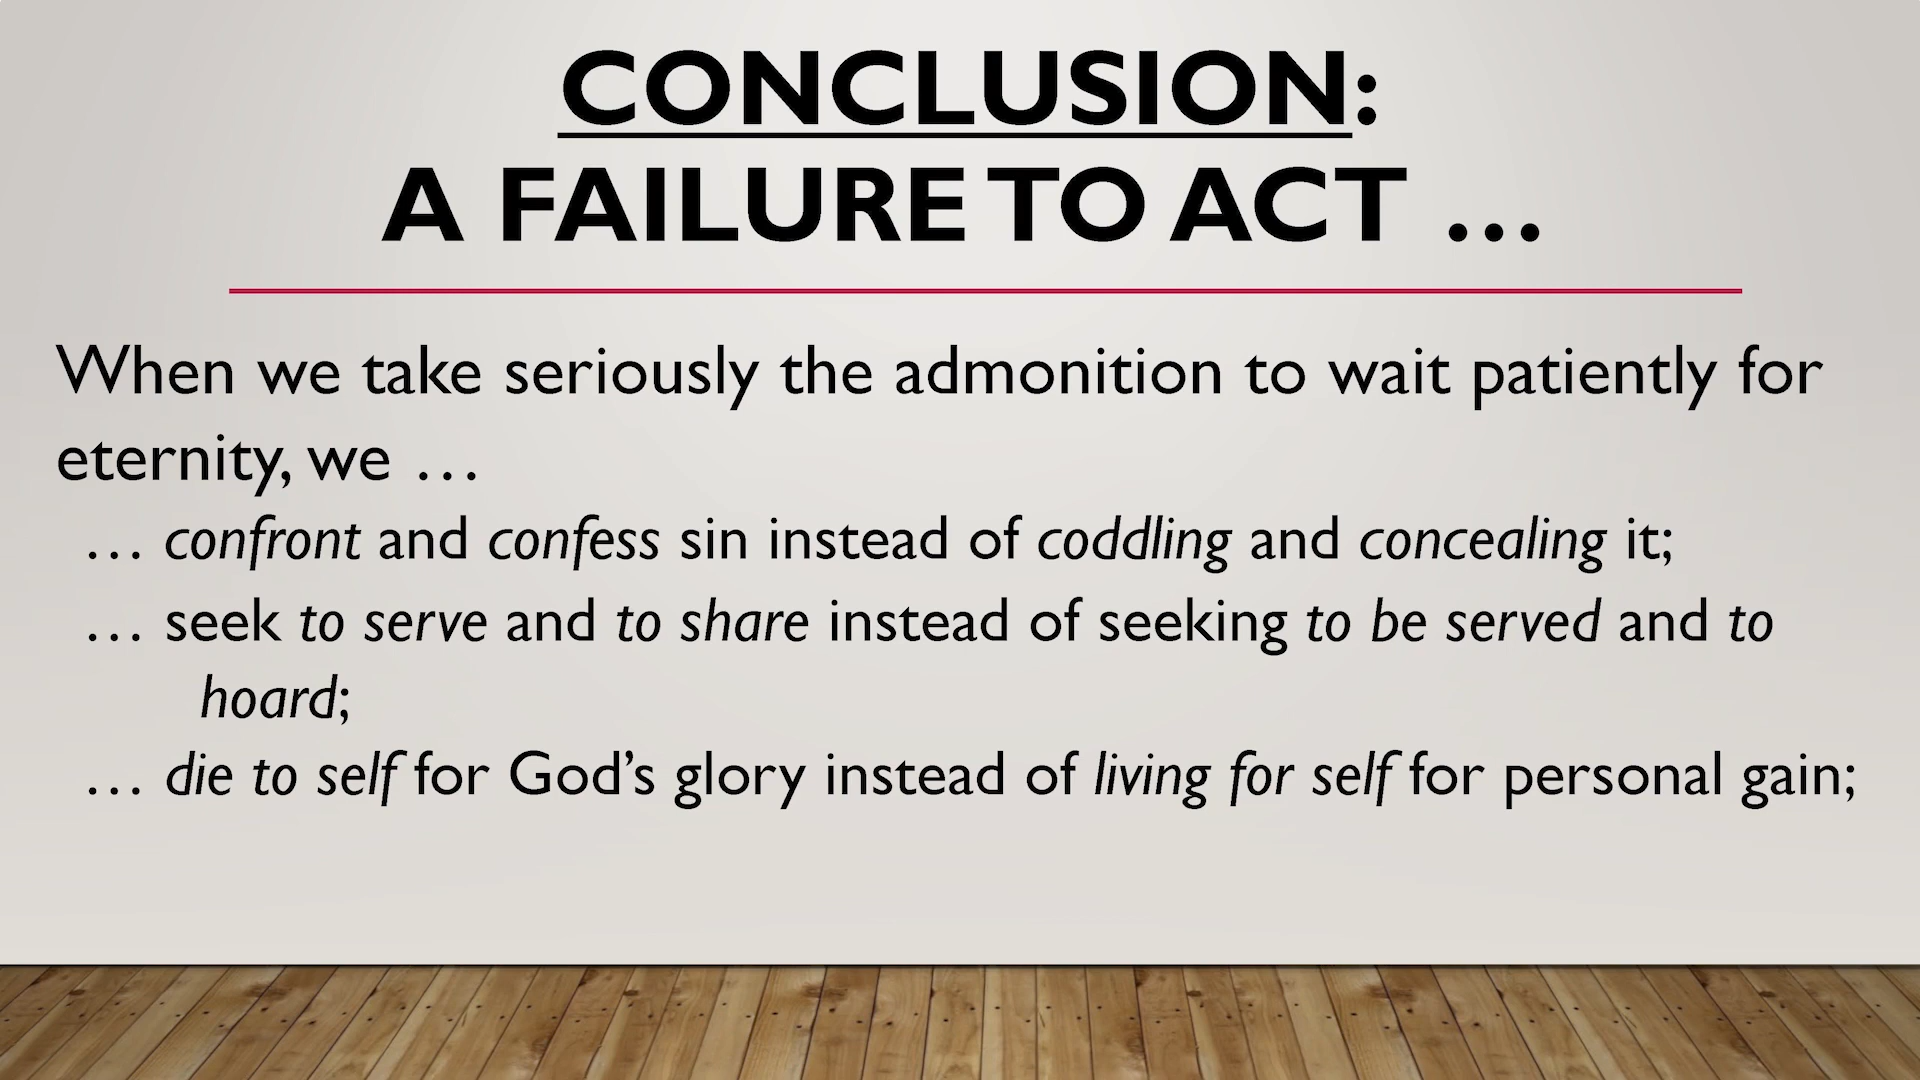 CONCLUSION:
A FAILURE TO ACT …
When we take seriously the admonition to wait patiently for
eternity, we …
… confront and confess sin instead of coddling and concealing it;
… seek to serve and to share instead of seeking to be served and to
hoard;
… die to self for God’s glory instead of living for self for personal gain;